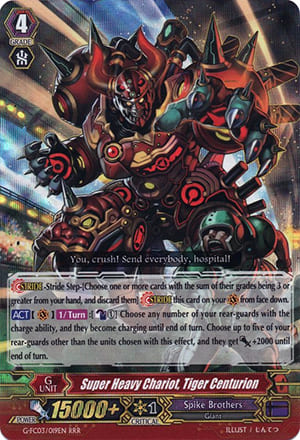 4
GRADE
You, crush! Send everybody, hospital!
STRIDE -Stride Step-[Choose one or more cards with the sum of their grades being 3 or
greater from your hand, and discard them] STRIDE this card on your from face down.
ACT 1/Turn :[ ] Choose any number of your rear-guards with the
charge ability, and they become charging until end of turn. Choose up to five of your
rear-guards other than the units chosen with this effect, and they get +2000 until
end of turn.
G
UNIT
Super Heavy Chariot, Tiger Centurion
POWER
15000+
1
CRITICAL
Spike Brothers
Giant
G-FC03/019EN RRR
ILLUST /